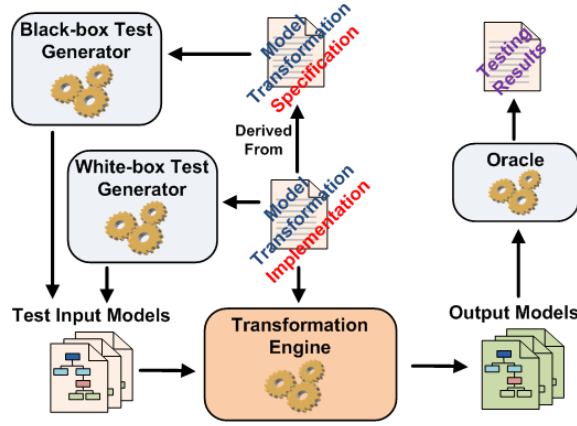 Black-box Test
Generator
Model
Transformation
Specification
Testing
Results
Derived
From
White-box Test
Generator
Model
Transformation
Implementation
Oracle
Test Input Models
Transformation
Engine
Output Models